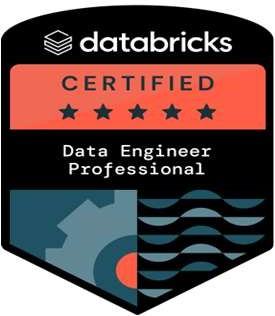 databricks
CERTIFIED
Data Engineer
Professional